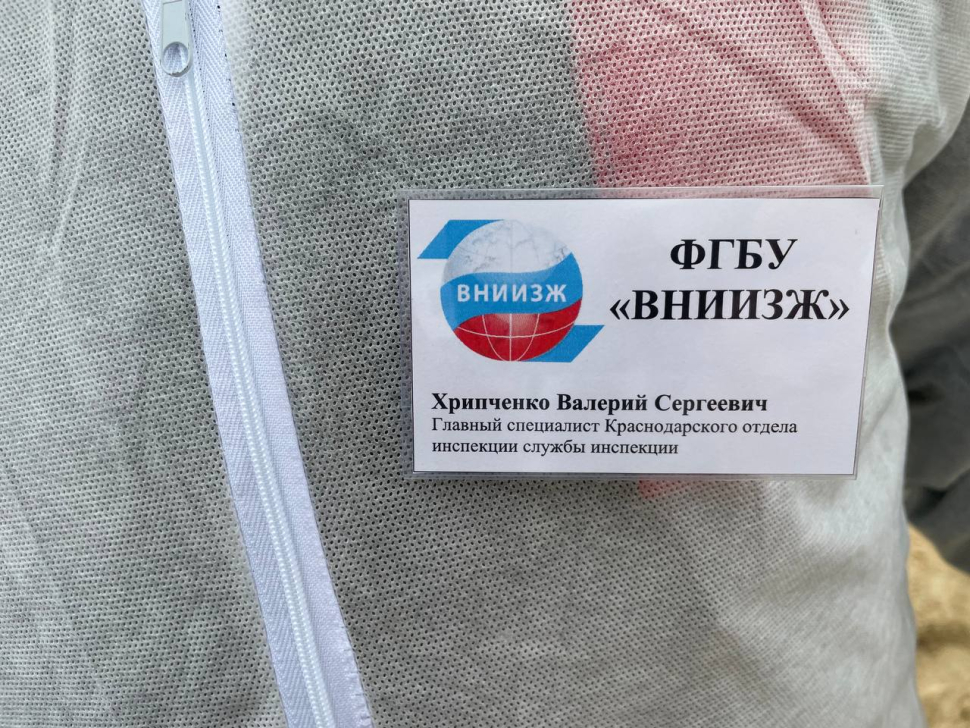 ВНИИЗЖ
ФГБУ
«ВНИИЗЖ»
Хрипченко Валерий Сергеевич
Главный специалист Краснодарского отдела
инспекции службы инспекции